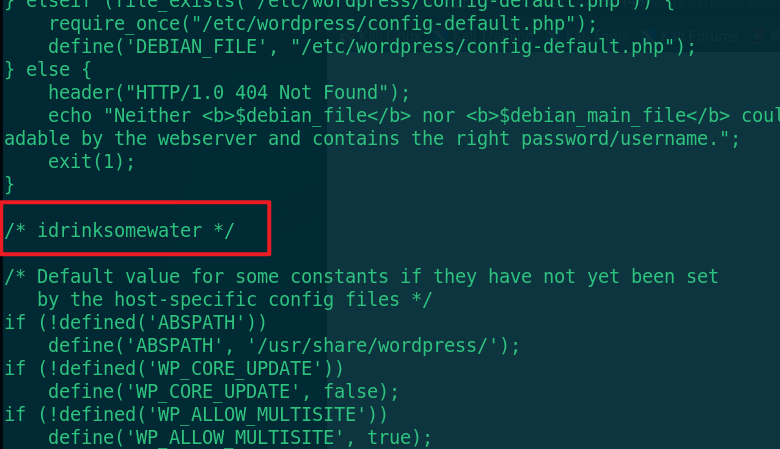 } elseif (file_exists("/etc/wordpress/config-default.php")) {
    require_once("/etc/wordpress/config-default.php");
    define('DEBIAN_FILE', "/etc/wordpress/config-default.php");
} else {
    header("HTTP/1.0 404 Not Found");
    echo "Neither <b>$debian_file</b> nor <b>$debian_main_file</b> coul
adable by the webserver and contains the right password/username.";
    exit(1);
}
/* idrinksomewater */
/* Default value for some constants if they have not yet been set
   by the host-specific config files */
if (!defined('ABSPATH'))
    define('ABSPATH', '/usr/share/wordpress/');
if (!defined('WP_CORE_UPDATE'))
    define('WP_CORE_UPDATE', false);
if (!defined('WP_ALLOW_MULTISITE'))
    define('WP_ALLOW_MULTISITE', true);